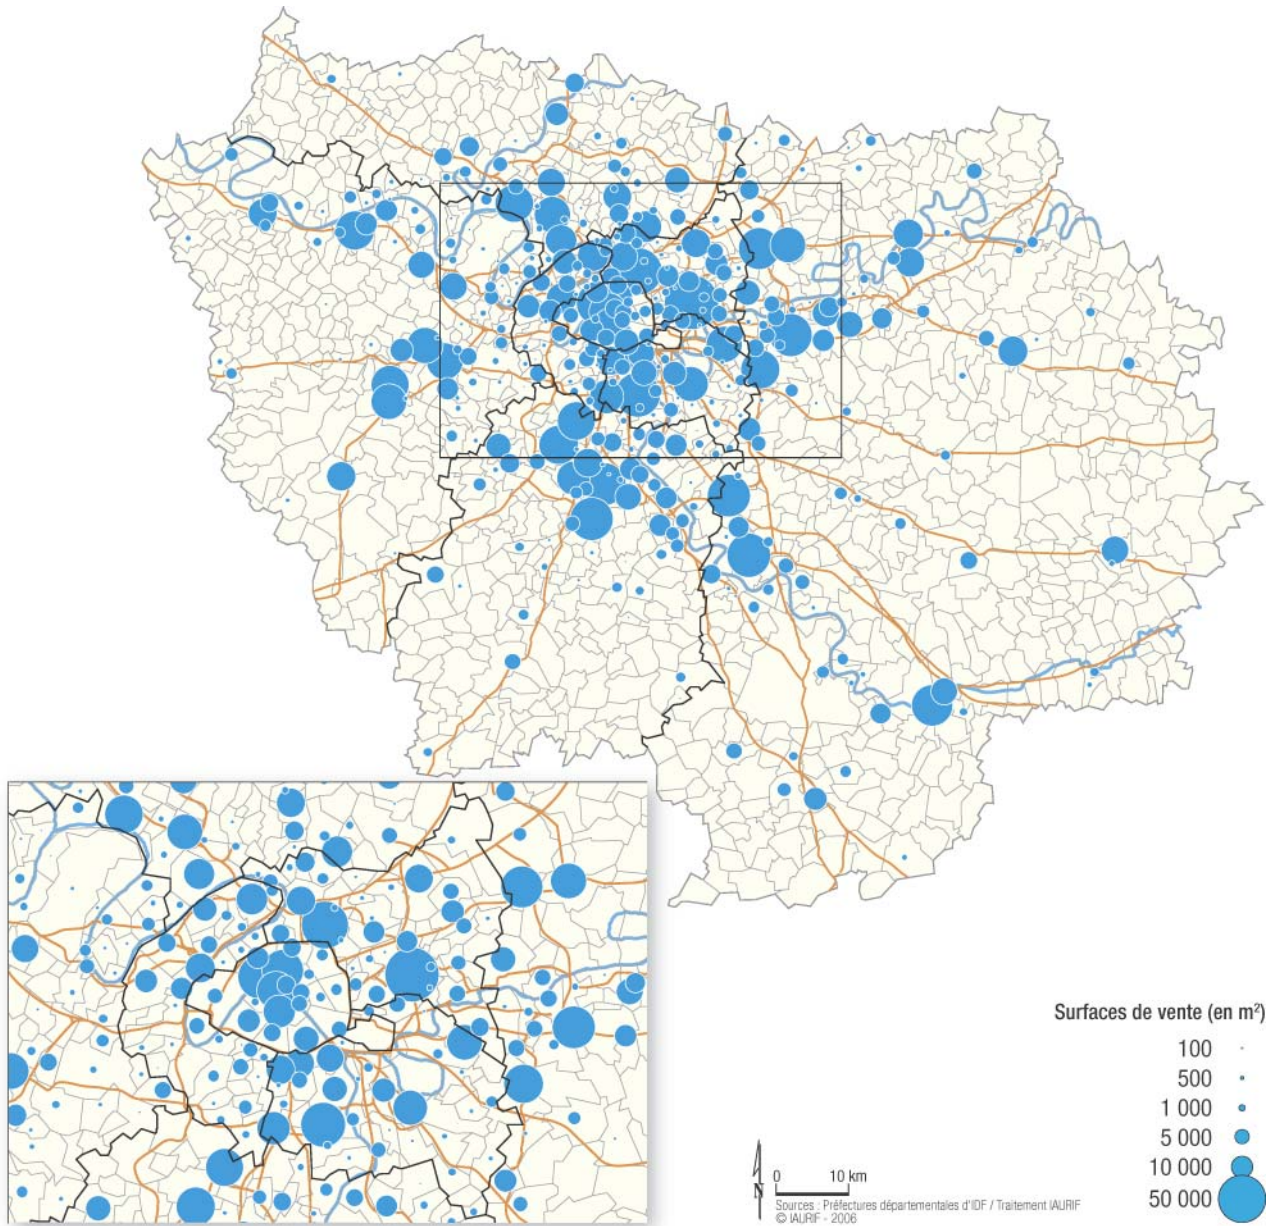 Surfaces de vente (en m²)
100
500
1 000
5 000
10 000
50 000
N
0 10 km
Sources : Préfectures départementales d'IDF / Traitement IAURIF
© IAURIF - 2006